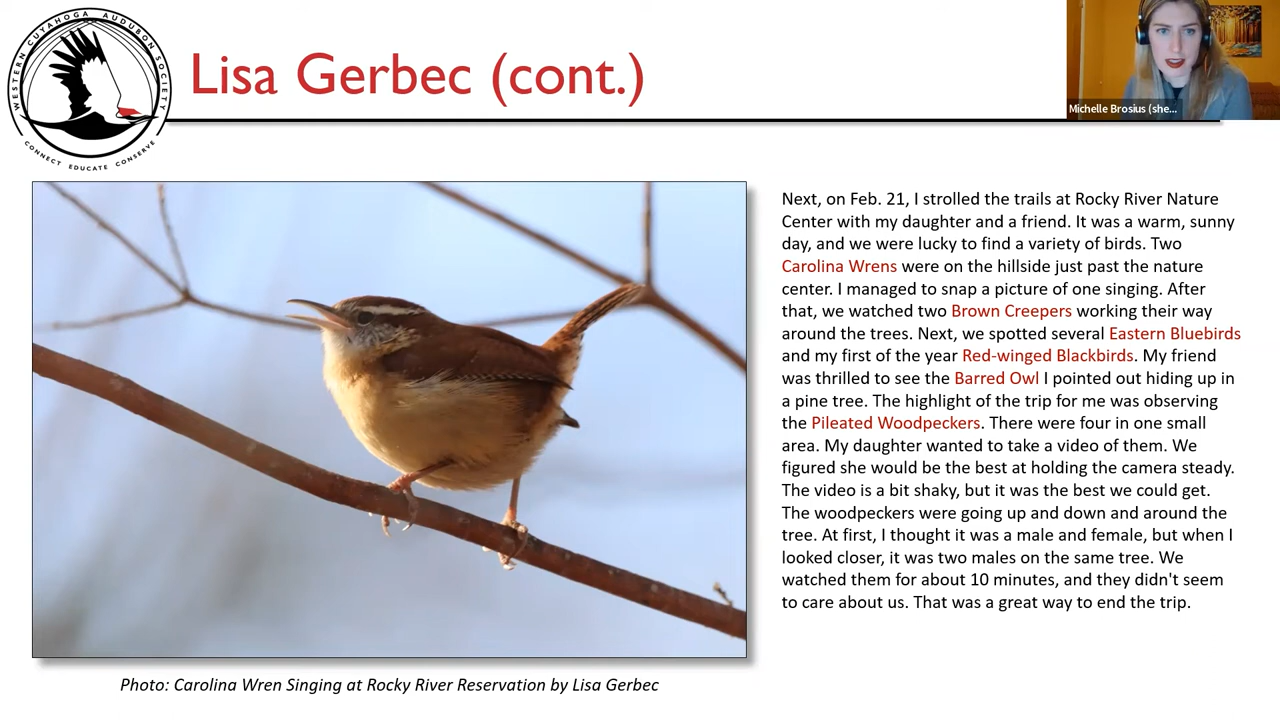 WESTERN CUYAHOGA AUDUBON SOCIETY
CONNECT EDUCATE CONSERVE
Lisa Gerbec (cont.)
Michelle Brosius (she...
Next, on Feb. 21, I strolled the trails at Rocky River Nature
Center with my daughter and a friend. It was a warm, sunny
day, and we were lucky to find a variety of birds. Two
Carolina Wrens were on the hillside just past the nature
center. I managed to snap a picture of one singing. After
that, we watched two Brown Creepers working their way
around the trees. Next, we spotted several Eastern Bluebirds
and my first of the year Red-winged Blackbirds. My friend
was thrilled to see the Barred Owl I pointed out hiding up in
a pine tree. The highlight of the trip for me was observing
the Pileated Woodpeckers. There were four in one small
area. My daughter wanted to take a video of them. We
figured she would be the best at holding the camera steady.
The video is a bit shaky, but it was the best we could get.
The woodpeckers were going up and down and around the
tree. At first, I thought it was a male and female, but when I
looked closer, it was two males on the same tree. We
watched them for about 10 minutes, and they didn't seem
to care about us. That was a great way to end the trip.
Photo: Carolina Wren Singing at Rocky River Reservation by Lisa Gerbec